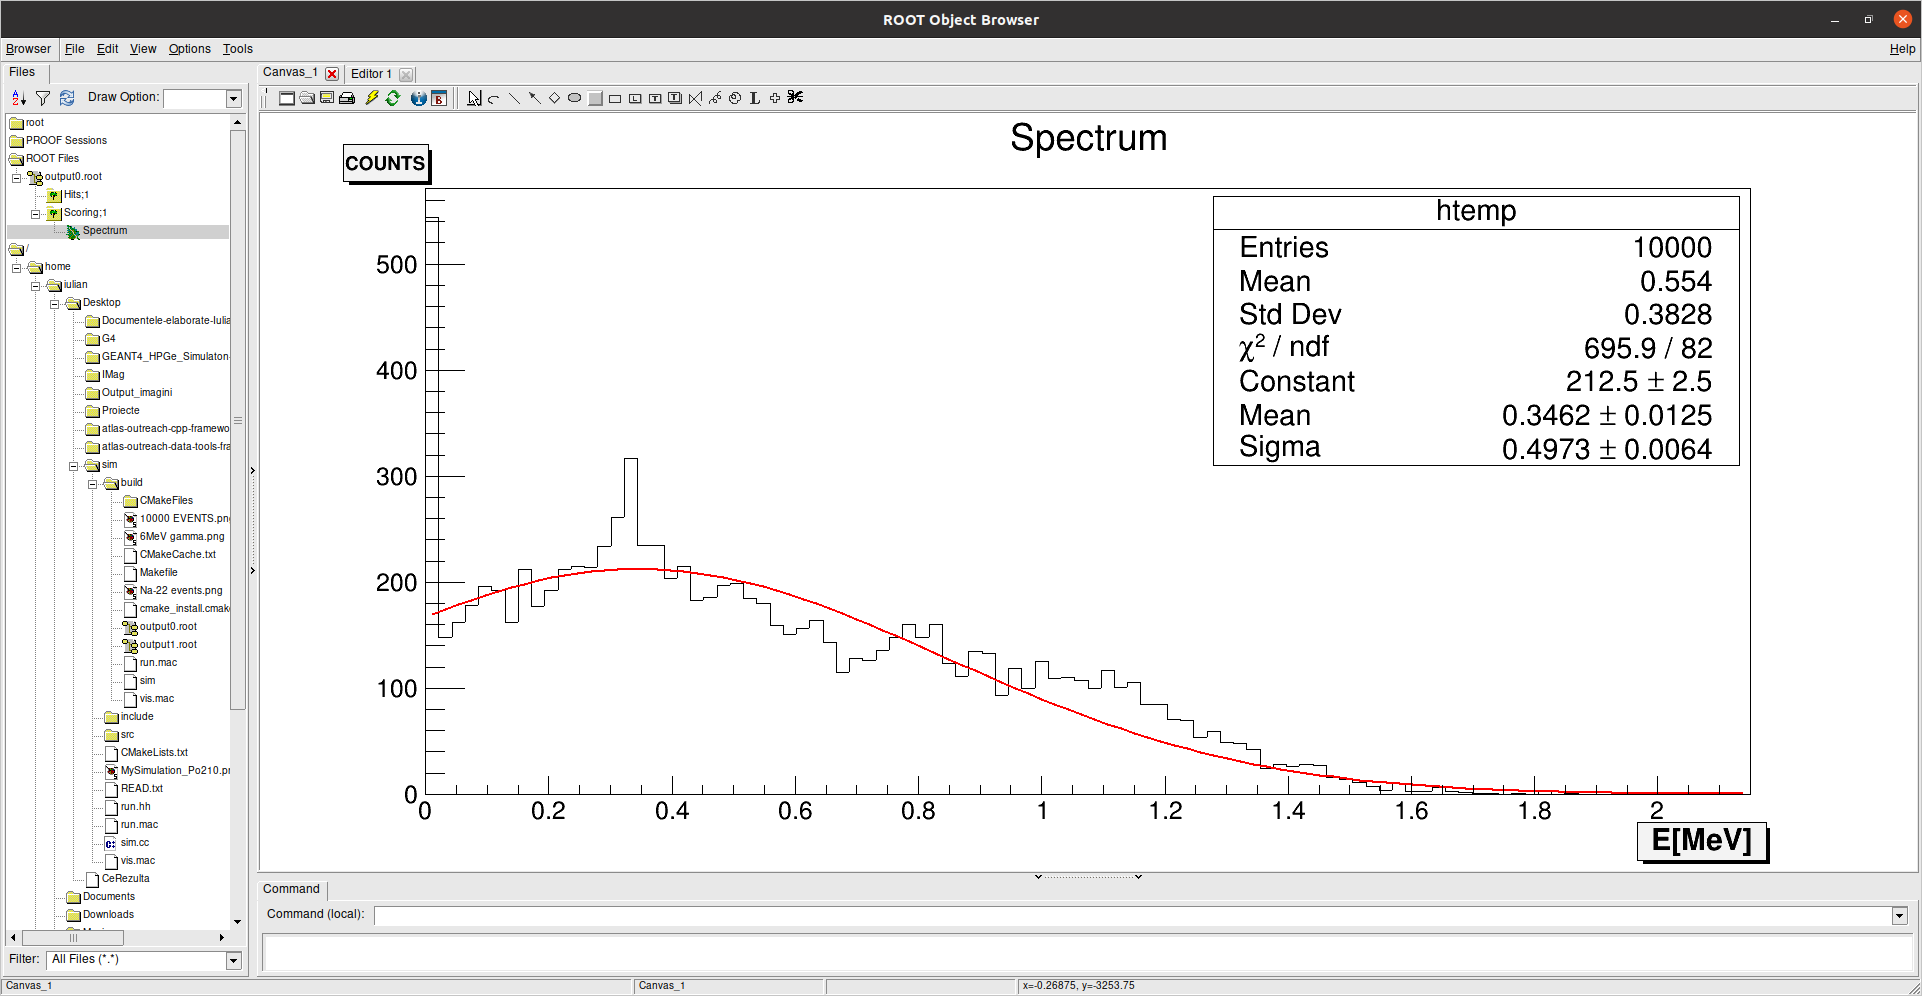 ROOT Object Browser
Browser File Edit View Options Tools Help
Files
Draw Option:
root
PROOF Sessions
ROOT Files
output0.root
Hits;1
Scoring;1
Spectrum
/
home
iulian
Desktop
Documentele-elaborate-Iulia
G4
GEANT4_HPGe_Simulaton-
IMag
Output_imagini
Proiecte
atlas-outreach-cpp-framewo
atlas-outreach-data-tools-fra
sim
build
CMakeFiles
10000 EVENTS.pn
6MeV gamma.png
CMakeCache.txt
Makefile
Na-22 events.png
cmake_install.cmak
output0.root
output1.root
run.mac
sim
vis.mac
include
src
CMakeLists.txt
MySimulation_Po210.p
READ.txt
run.hh
run.mac
sim.cc
vis.mac
CeRezulta
Documents
Downloads
Filter: All Files (*.*)
Canvas_1 Editor 1
Spectrum
COUNTS
500
400
300
200
100
0
0 0.2 0.4 0.6 0.8 1 1.2 1.4 1.6 1.8 2
E[MeV]
htemp
Entries 10000
Mean 0.554
Std Dev 0.3828
χ² / ndf 695.9 / 82
Constant 212.5 ± 2.5
Mean 0.3462 ± 0.0125
Sigma 0.4973 ± 0.0064
Command
Command (local):
Canvas_1 Canvas_1 x=-0.26875, y=-3253.75